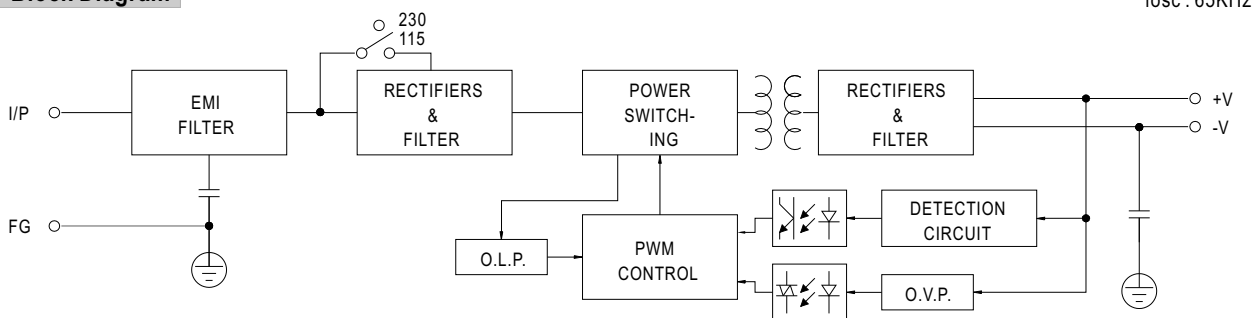 Block Diagram
fosc : 65KHz
230
115
I/P
EMI
FILTER
RECTIFIERS
&
FILTER
POWER
SWITCH-
ING
RECTIFIERS
&
FILTER
+V
-V
FG
O.L.P.
PWM
CONTROL
DETECTION
CIRCUIT
O.V.P.